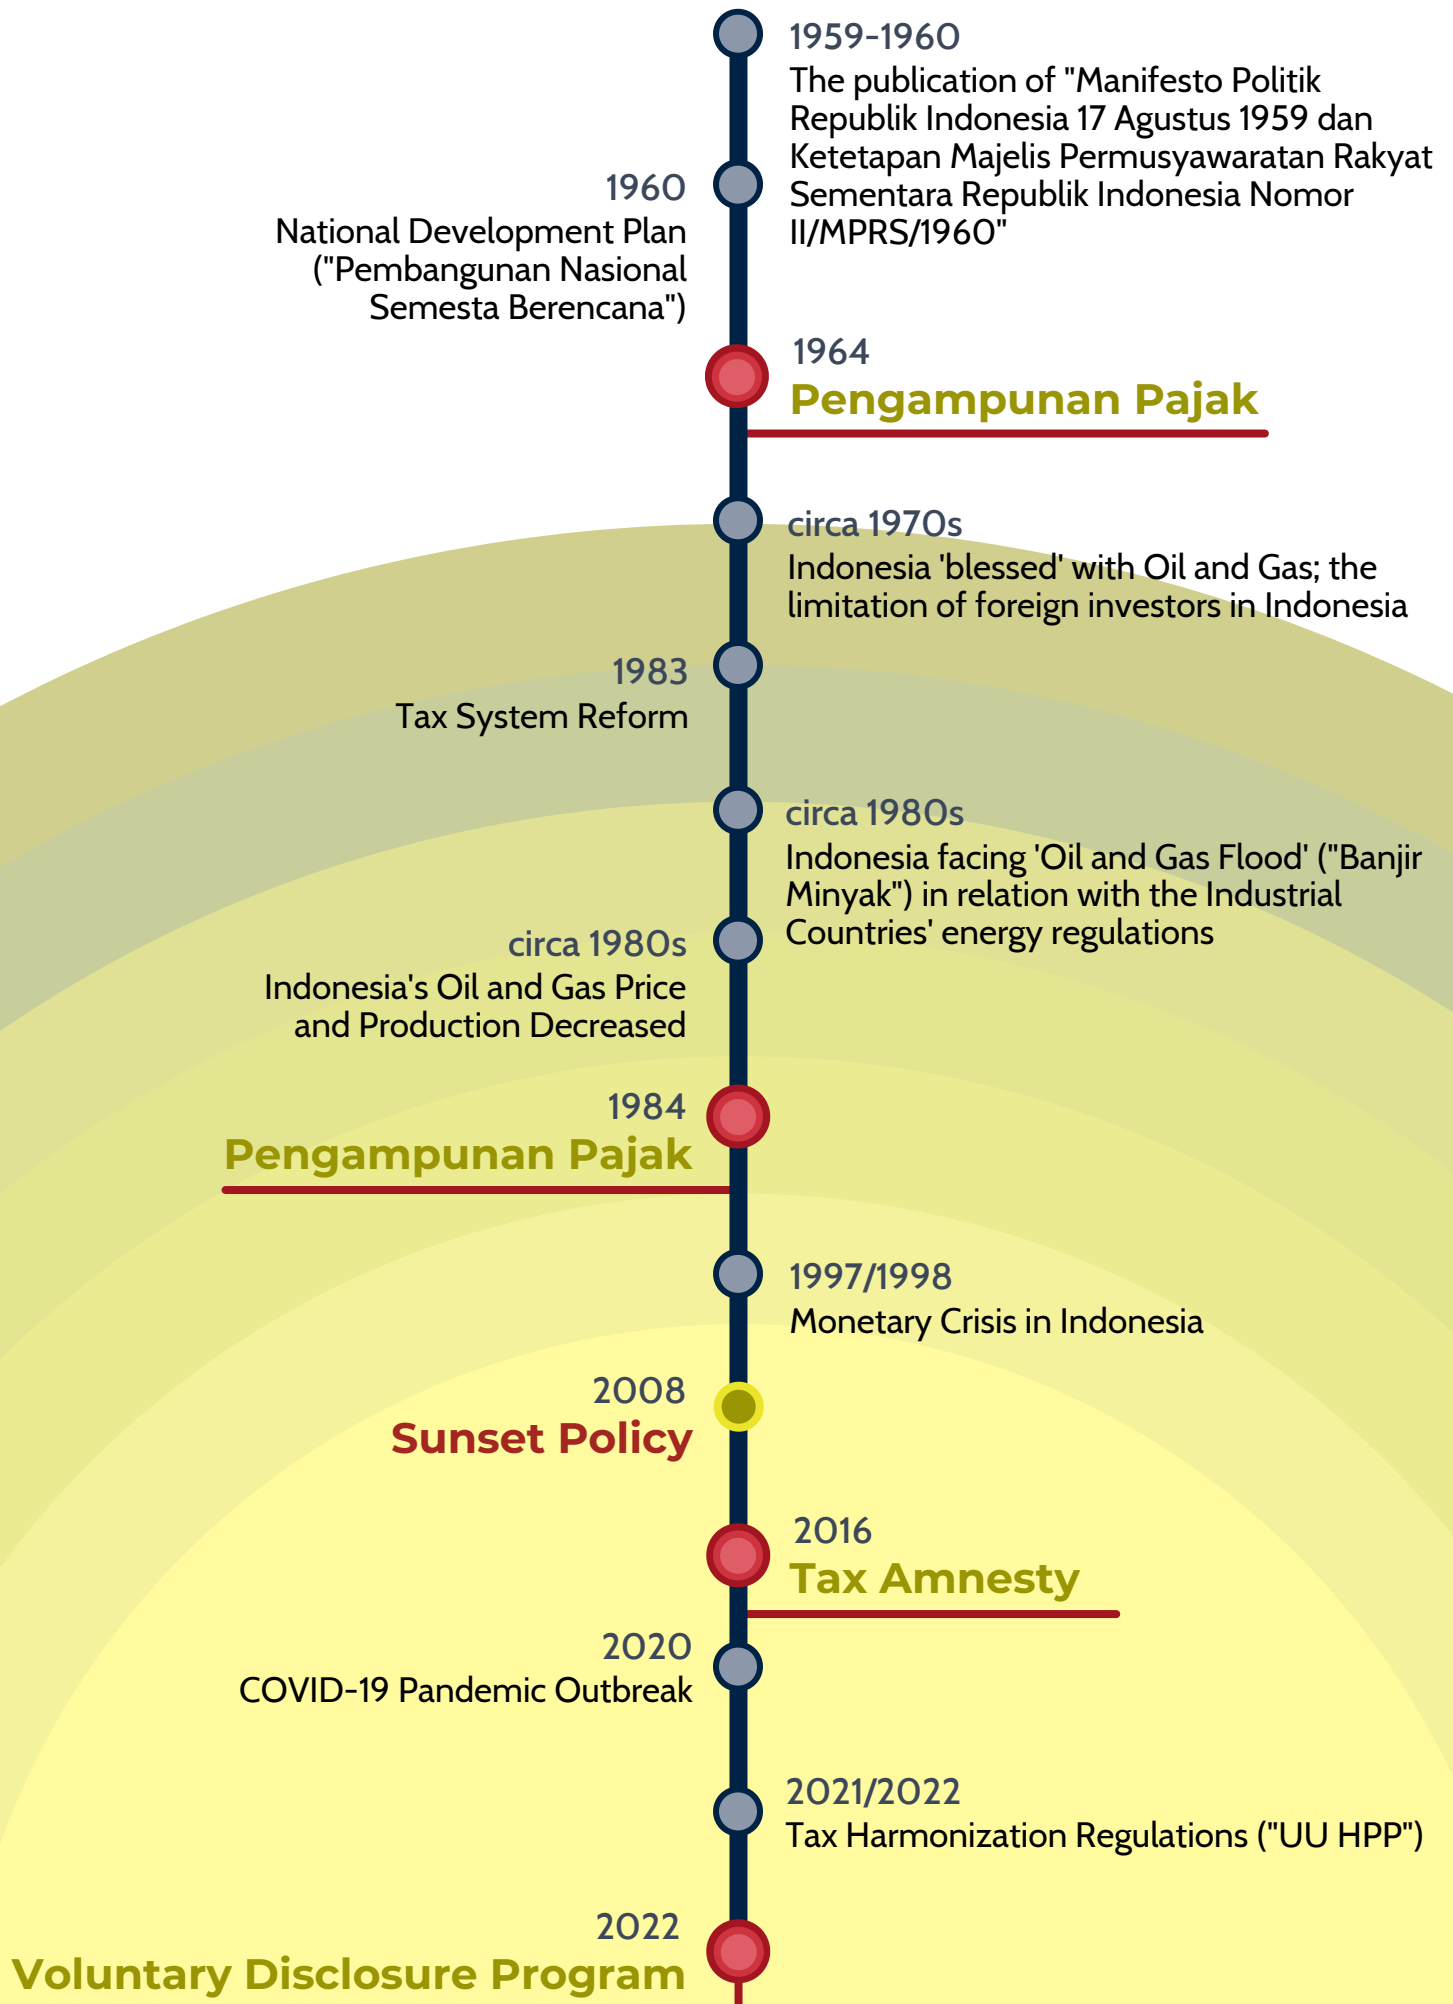 1959-1960
The publication of "Manifesto Politik
Republik Indonesia 17 Agustus 1959 dan
Ketetapan Majelis Permusyawaratan Rakyat
Sementara Republik Indonesia Nomor
II/MPRS/1960"
1960
National Development Plan
("Pembangunan Nasional
Semesta Berencana")
1964
Pengampunan Pajak
circa 1970s
Indonesia 'blessed' with Oil and Gas; the
limitation of foreign investors in Indonesia
1983
Tax System Reform
circa 1980s
Indonesia facing 'Oil and Gas Flood' ("Banjir
Minyak") in relation with the Industrial
Countries' energy regulations
circa 1980s
Indonesia's Oil and Gas Price
and Production Decreased
1984
Pengampunan Pajak
1997/1998
Monetary Crisis in Indonesia
2008
Sunset Policy
2016
Tax Amnesty
2020
COVID-19 Pandemic Outbreak
2021/2022
Tax Harmonization Regulations ("UU HPP")
2022
Voluntary Disclosure Program